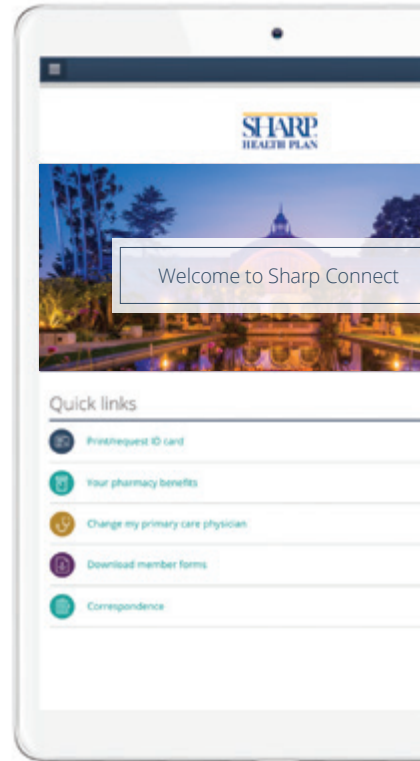 SHARP
HEALTH PLAN
Welcome to Sharp Connect
Quick links
Print/request ID card
Your pharmacy benefits
Change my primary care physician
Download member forms
Correspondence